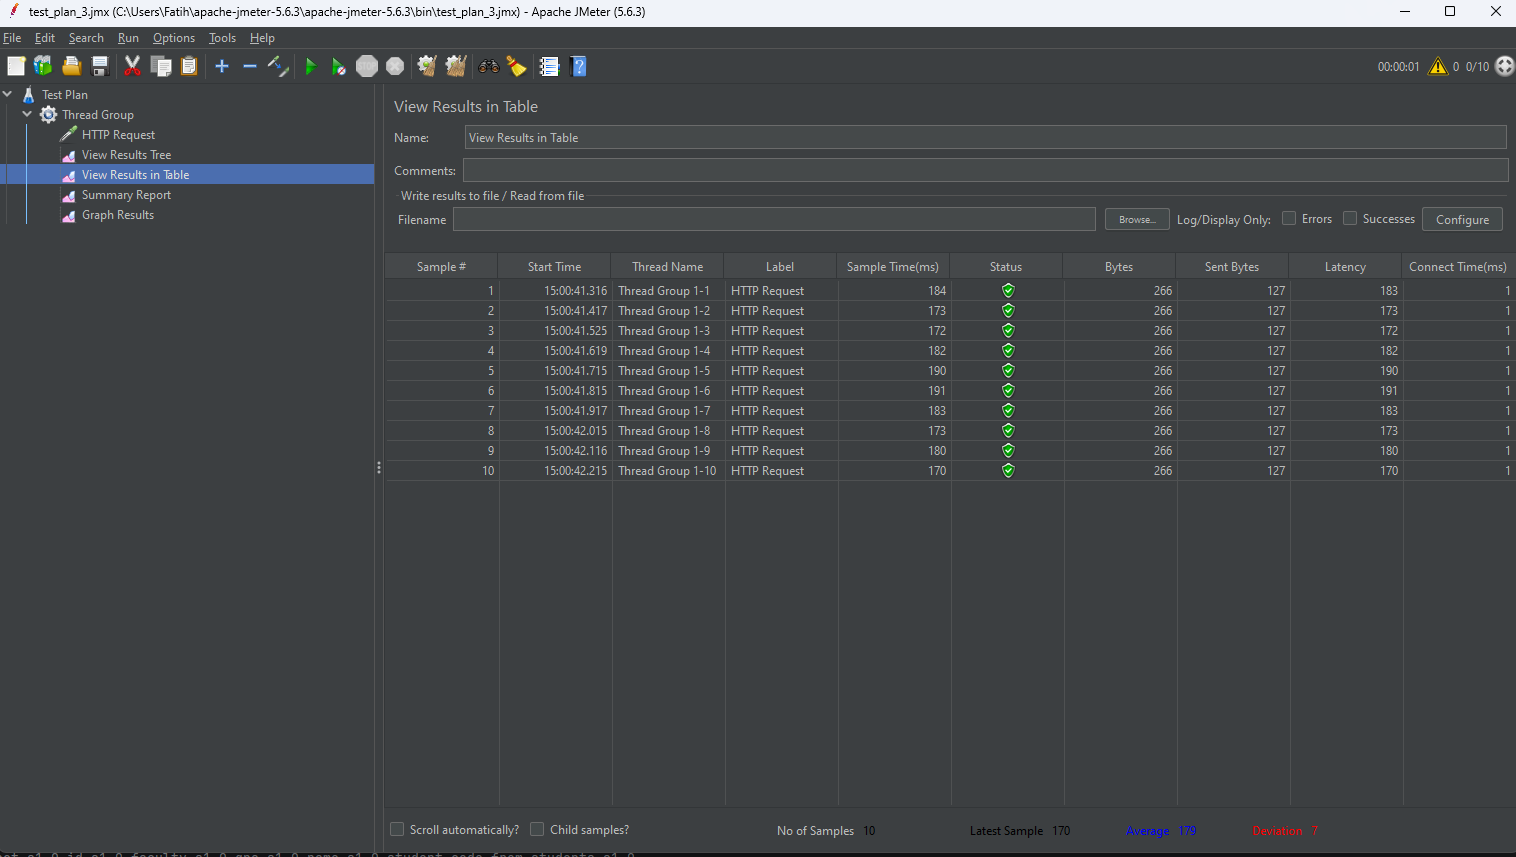 test_plan_3.jmx (C:\Users\Fatih\apache-jmeter-5.6.3\apache-jmeter-5.6.3\bin\test_plan_3.jmx) - Apache JMeter (5.6.3)
File Edit Search Run Options Tools Help
STOP 00:00:01 0 0/10
Test Plan
Thread Group
HTTP Request
View Results Tree
View Results in Table
Summary Report
Graph Results
View Results in Table
Name: View Results in Table
Comments:
Write results to file / Read from file
Filename Browse... Log/Display Only: Errors Successes Configure
Sample # Start Time Thread Name Label Sample Time(ms) Status Bytes Sent Bytes Latency Connect Time(ms)
1 15:00:41.316 Thread Group 1-1 HTTP Request 184 266 127 183 1
2 15:00:41.417 Thread Group 1-2 HTTP Request 173 266 127 173 1
3 15:00:41.525 Thread Group 1-3 HTTP Request 172 266 127 172 1
4 15:00:41.619 Thread Group 1-4 HTTP Request 182 266 127 182 1
5 15:00:41.715 Thread Group 1-5 HTTP Request 190 266 127 190 1
6 15:00:41.815 Thread Group 1-6 HTTP Request 191 266 127 191 1
7 15:00:41.917 Thread Group 1-7 HTTP Request 183 266 127 183 1
8 15:00:42.015 Thread Group 1-8 HTTP Request 173 266 127 173 1
9 15:00:42.116 Thread Group 1-9 HTTP Request 180 266 127 180 1
10 15:00:42.215 Thread Group 1-10 HTTP Request 170 266 127 170 1
Scroll automatically? Child samples? No of Samples 10 Latest Sample 170 Average 179 Deviation 7